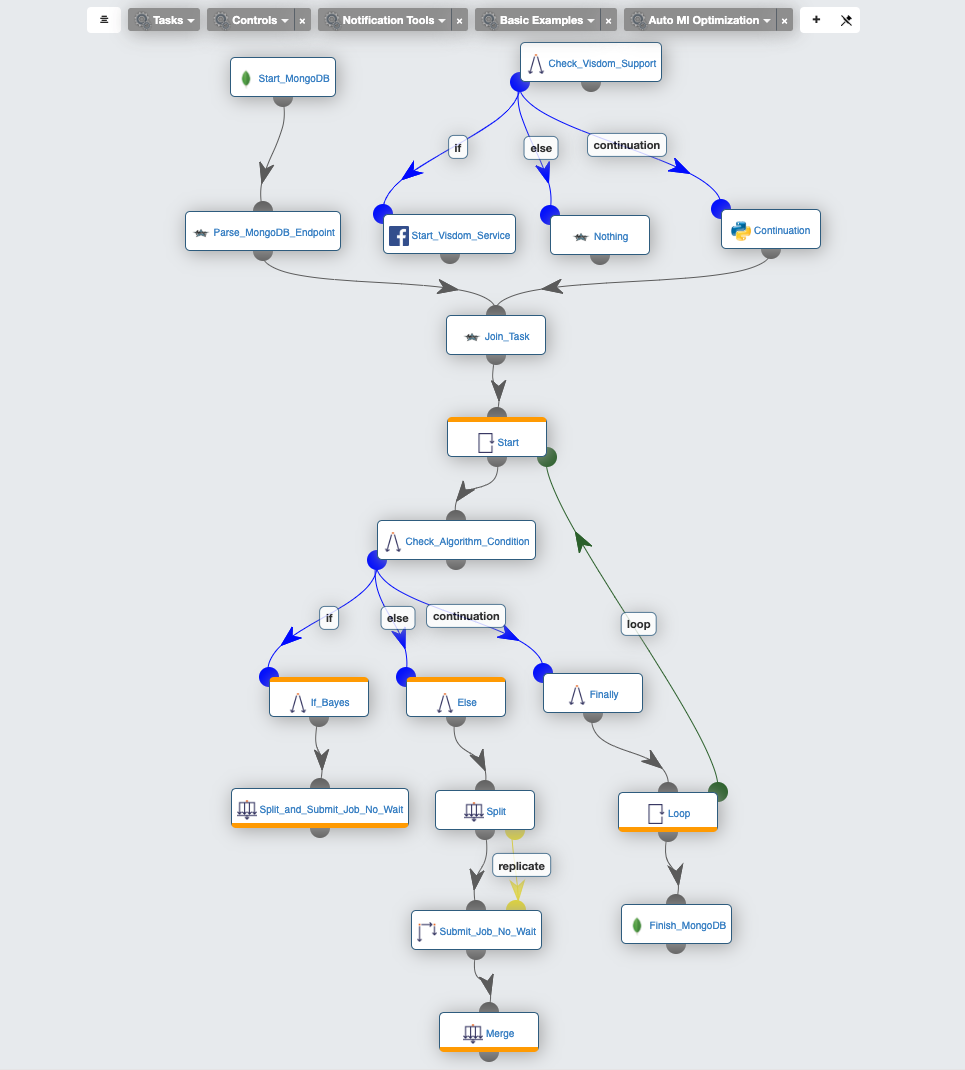 Tasks
Controls
×
Notification Tools
×
Basic Examples
×
Auto MI Optimization
×
+
Start_MongoDB
Check_Visdom_Support
if
else
continuation
Parse_MongoDB_Endpoint
Start_Visdom_Service
Nothing
Continuation
Join_Task
Start
Check_Algorithm_Condition
if
else
continuation
loop
If_Bayes
Else
Finally
Split_and_Submit_Job_No_Wait
Split
Loop
replicate
Submit_Job_No_Wait
Finish_MongoDB
Merge